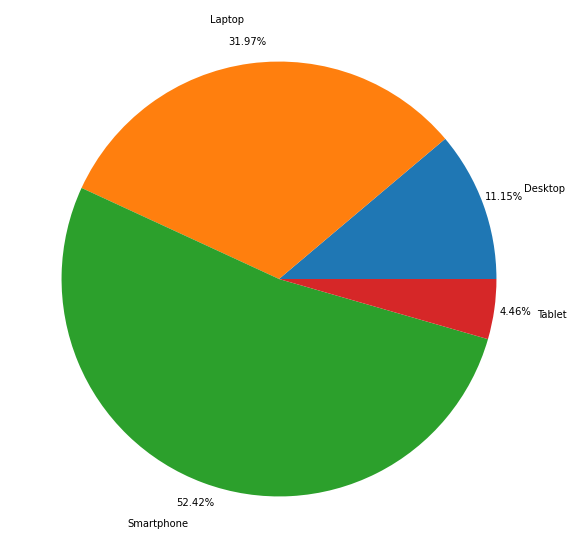 Laptop
31.97%
Desktop
11.15%
4.46%
Tablet
52.42%
Smartphone